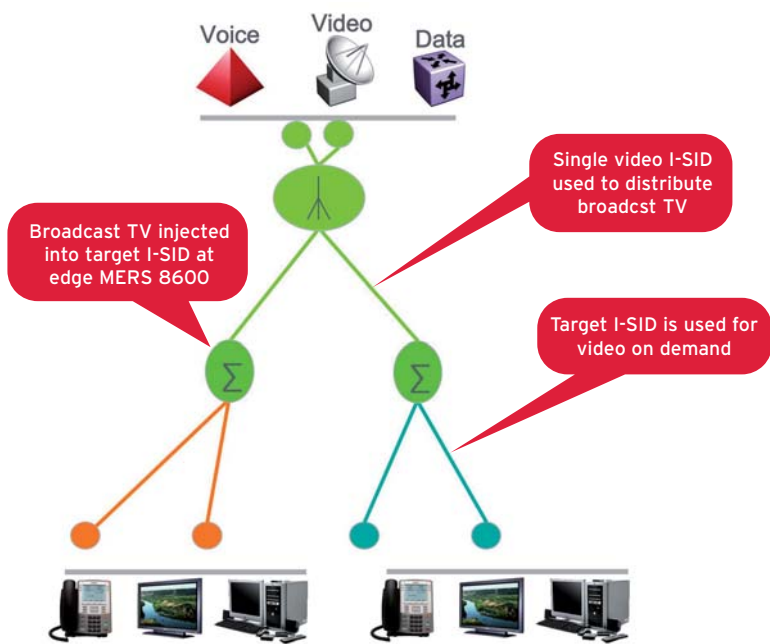 Voice
Video
Data
Single video I-SID
used to distribute
broadcst TV
Broadcast TV injected
into target I-SID at
edge MERS 8600
Target I-SID is used for
video on demand
Σ
Σ